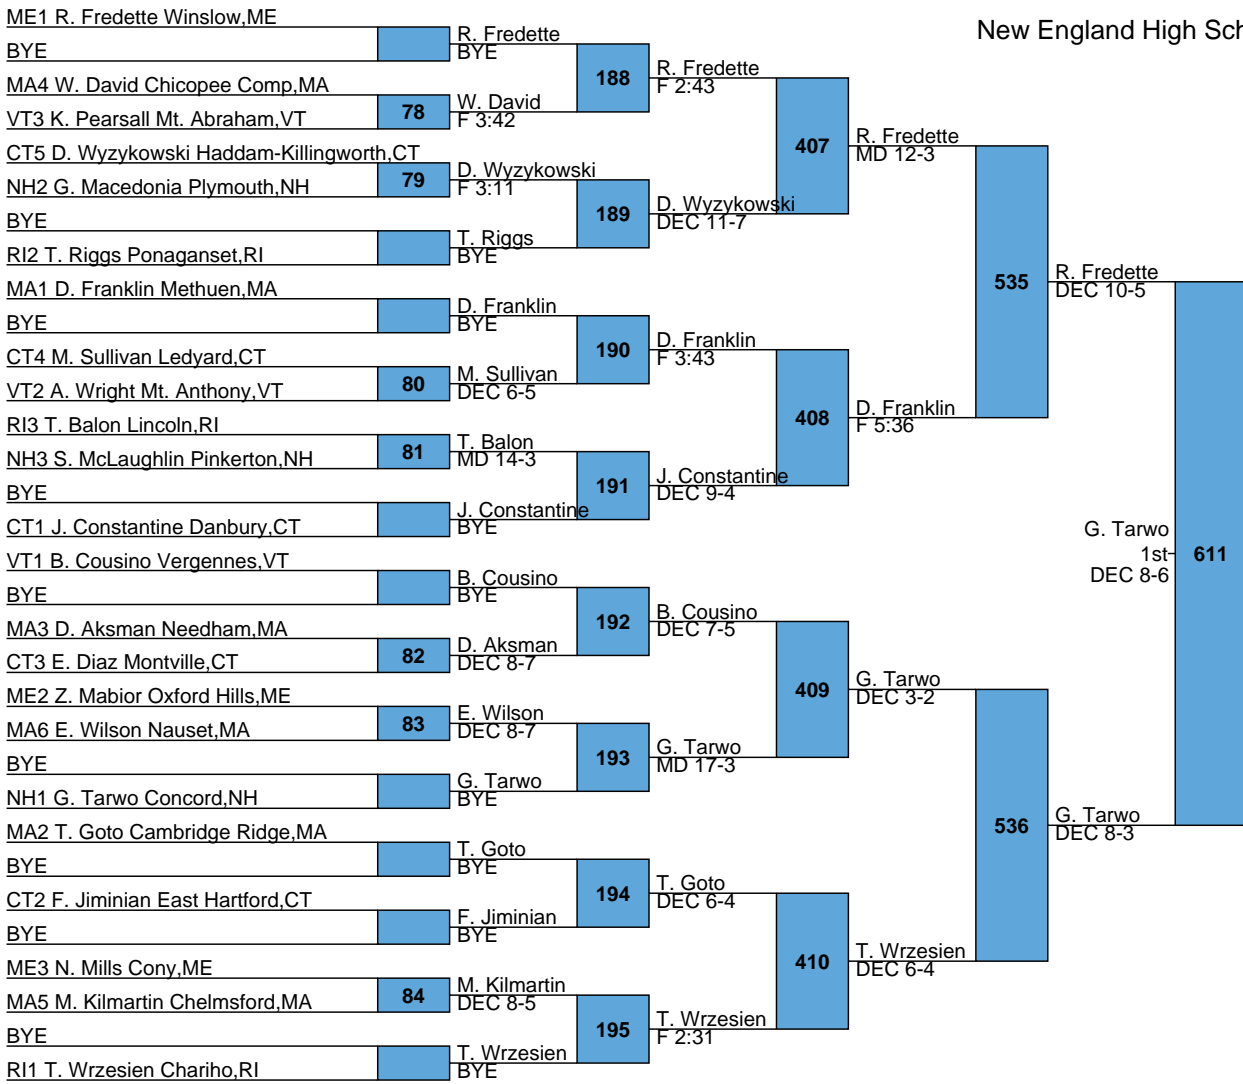 New England High Sch
ME1 R. Fredette Winslow,ME
BYE
MA4 W. David Chicopee Comp,MA
VT3 K. Pearsall Mt. Abraham,VT
CT5 D. Wyzykowski Haddam-Killingworth,CT
NH2 G. Macedonia Plymouth,NH
BYE
RI2 T. Riggs Ponaganset,RI
MA1 D. Franklin Methuen,MA
BYE
CT4 M. Sullivan Ledyard,CT
VT2 A. Wright Mt. Anthony,VT
RI3 T. Balon Lincoln,RI
NH3 S. McLaughlin Pinkerton,NH
BYE
CT1 J. Constantine Danbury,CT
VT1 B. Cousino Vergennes,VT
BYE
MA3 D. Aksman Needham,MA
CT3 E. Diaz Montville,CT
ME2 Z. Mabior Oxford Hills,ME
MA6 E. Wilson Nauset,MA
BYE
NH1 G. Tarwo Concord,NH
MA2 T. Goto Cambridge Ridge,MA
BYE
CT2 F. Jiminian East Hartford,CT
BYE
ME3 N. Mills Cony,ME
MA5 M. Kilmartin Chelmsford,MA
BYE
RI1 T. Wrzesien Chariho,RI
78
79
80
81
82
83
84
R. Fredette
BYE
W. David
F 3:42
D. Wyzykowski
F 3:11
T. Riggs
BYE
D. Franklin
BYE
M. Sullivan
DEC 6-5
T. Balon
MD 14-3
J. Constantine
BYE
B. Cousino
BYE
D. Aksman
DEC 8-7
E. Wilson
DEC 8-7
G. Tarwo
BYE
T. Goto
BYE
F. Jiminian
BYE
M. Kilmartin
DEC 8-5
T. Wrzesien
BYE
188
189
190
191
192
193
194
195
R. Fredette
F 2:43
D. Wyzykowski
DEC 11-7
D. Franklin
F 3:43
J. Constantine
DEC 9-4
B. Cousino
DEC 7-5
G. Tarwo
MD 17-3
T. Goto
DEC 6-4
T. Wrzesien
F 2:31
407
408
409
410
R. Fredette
MD 12-3
D. Franklin
F 5:36
G. Tarwo
DEC 3-2
T. Wrzesien
DEC 6-4
535
536
R. Fredette
DEC 10-5
G. Tarwo
DEC 8-3
G. Tarwo
1st
DEC 8-6
611